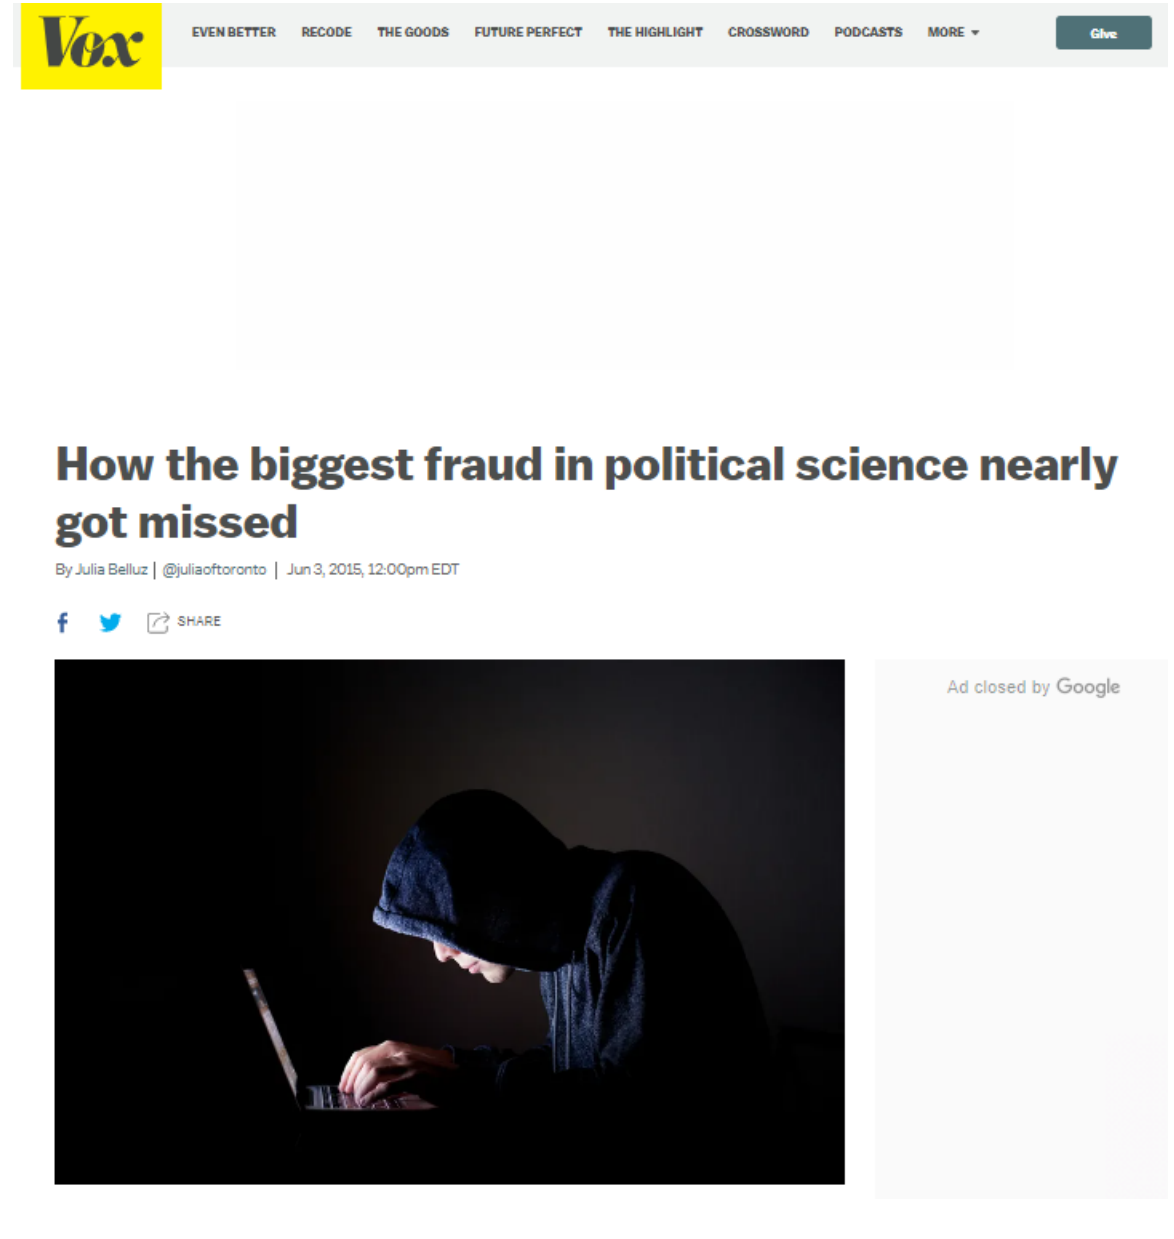 Vox
EVEN BETTER RECODE THE GOODS FUTURE PERFECT THE HIGHLIGHT CROSSWORD PODCASTS MORE Give
How the biggest fraud in political science nearly
got missed
By Julia Belluz | @juliaoftoronto | Jun 3, 2015, 12:00pm EDT
f SHARE
Ad closed by Google